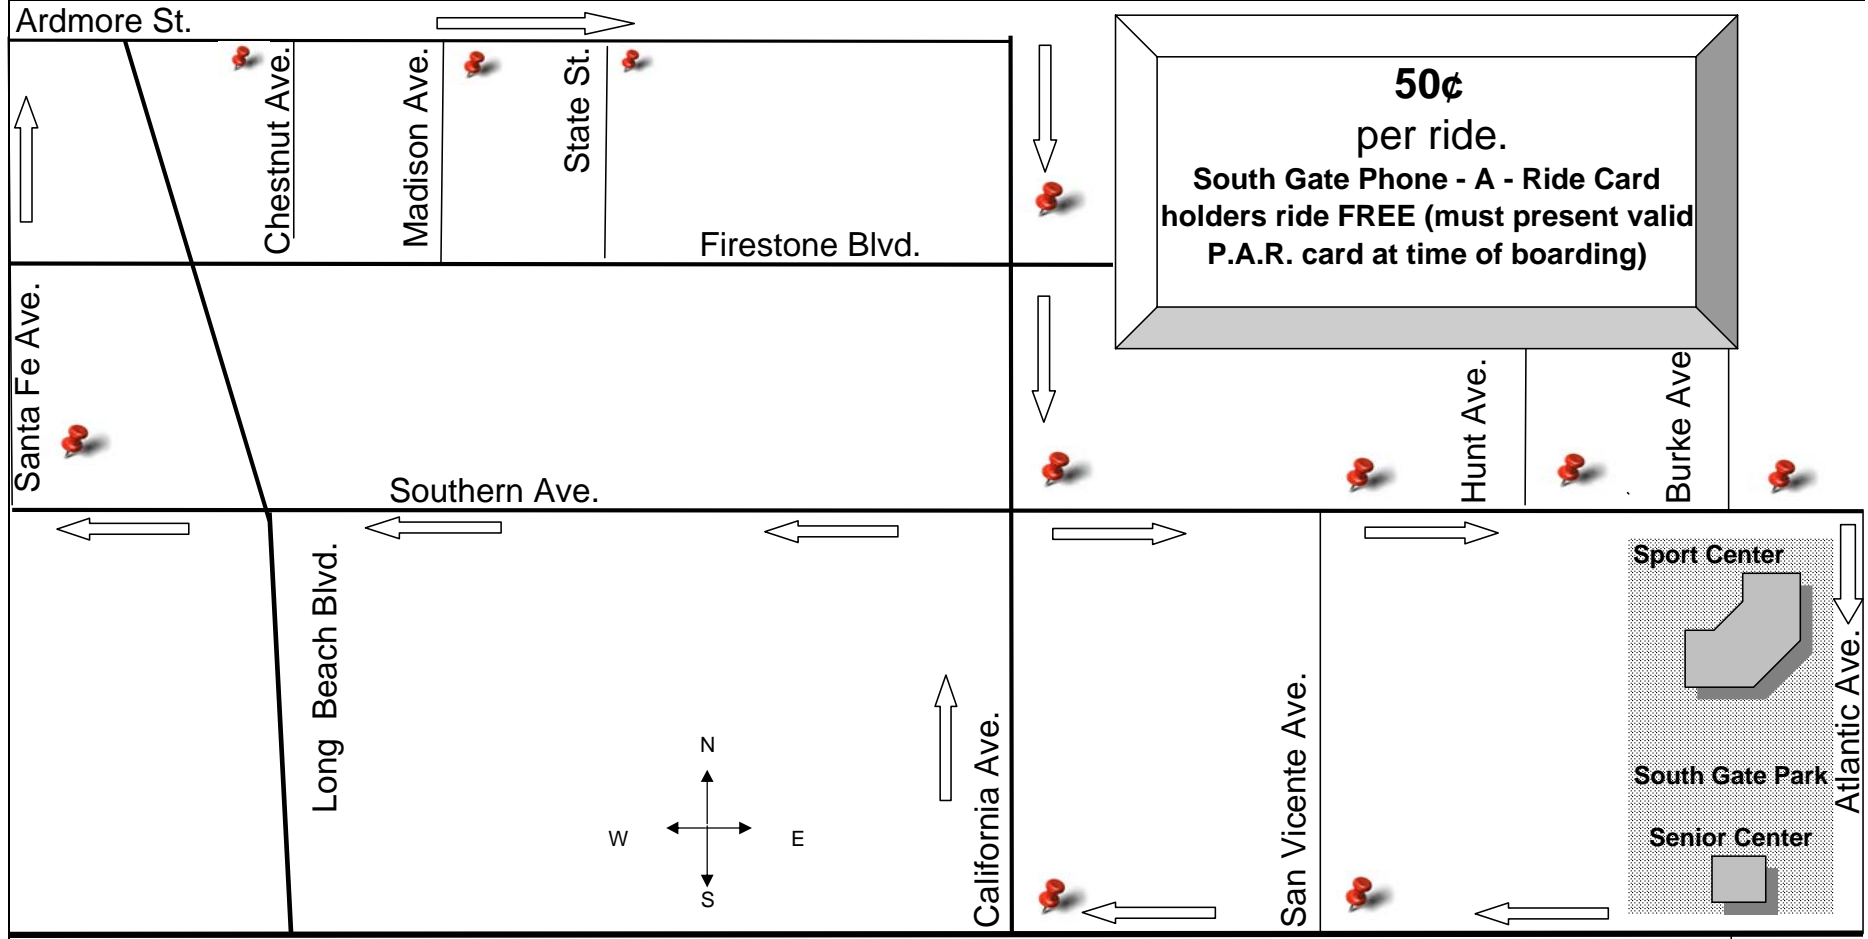 Ardmore St.
Chestnut Ave.
Madison Ave.
State St.
50¢
per ride.
South Gate Phone - A - Ride Card
holders ride FREE (must present valid
P.A.R. card at time of boarding)
Firestone Blvd.
Santa Fe Ave.
Hunt Ave.
Burke Ave
Southern Ave.
Long Beach Blvd.
Sport Center
California Ave.
San Vicente Ave.
Atlantic Ave.
South Gate Park
Senior Center
N
W
E
S